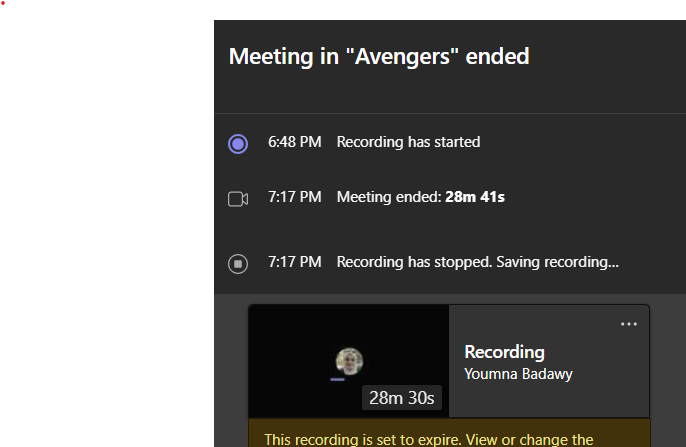 Meeting in "Avengers" ended
6:48 PM Recording has started
7:17 PM Meeting ended: 28m 41s
7:17 PM Recording has stopped. Saving recording...
Recording
Youmna Badawy
28m 30s
This recording is set to expire. View or change the